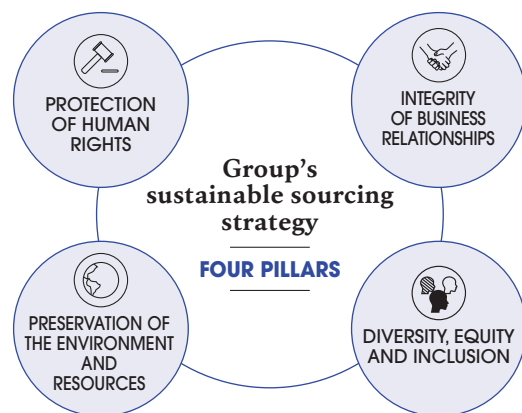 PROTECTION
OF HUMAN
RIGHTS
INTEGRITY
OF BUSINESS
RELATIONSHIPS
Group's
sustainable sourcing
strategy
FOUR PILLARS
PRESERVATION OF
THE ENVIRONMENT
AND
RESOURCES
DIVERSITY, EQUITY
AND INCLUSION